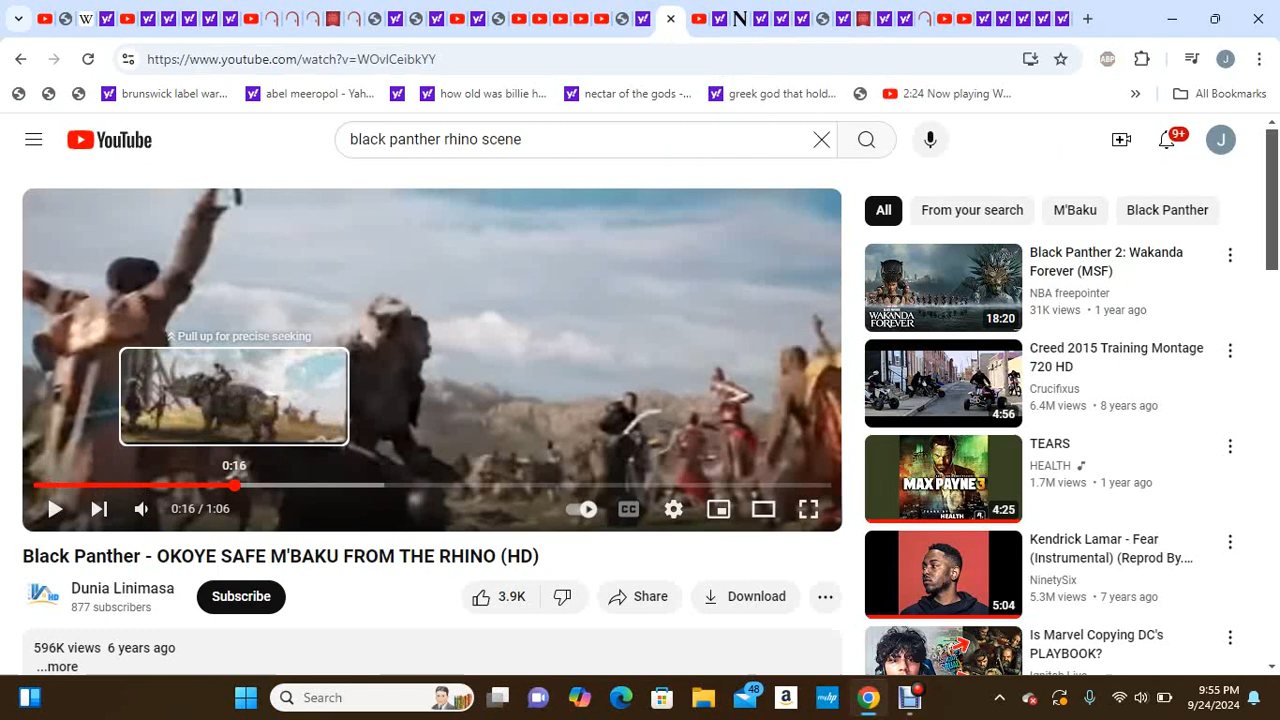 https://www.youtube.com/watch?v=WOvlCeibkYY
brunswick label war...
abel meeropol - Yah...
how old was billie h...
nectar of the gods -...
greek god that hold...
2:24 Now playing W...
All Bookmarks
YouTube
black panther rhino scene
9+
J
All
From your search
M'Baku
Black Panther
Pull up for precise seeking
0:16
0:16 / 1:06
CC
Black Panther - OKOYE SAFE M'BAKU FROM THE RHINO (HD)
Dunia Linimasa
877 subscribers
Subscribe
3.9K
Share
Download
596K views 6 years ago
...more
WAKANDA
FOREVER
18:20
Black Panther 2: Wakanda
Forever (MSF)
NBA freepointer
31K views • 1 year ago
4:56
Creed 2015 Training Montage
720 HD
Crucifixus
6.4M views • 8 years ago
MAX PAYNE 3
HEALTH
4:25
TEARS
HEALTH
1.7M views • 1 year ago
5:04
Kendrick Lamar - Fear
(Instrumental) (Reprod By....
NinetySix
5.3M views • 7 years ago
Is Marvel Copying DC's
PLAYBOOK?
Search
48
9:55 PM
9/24/2024